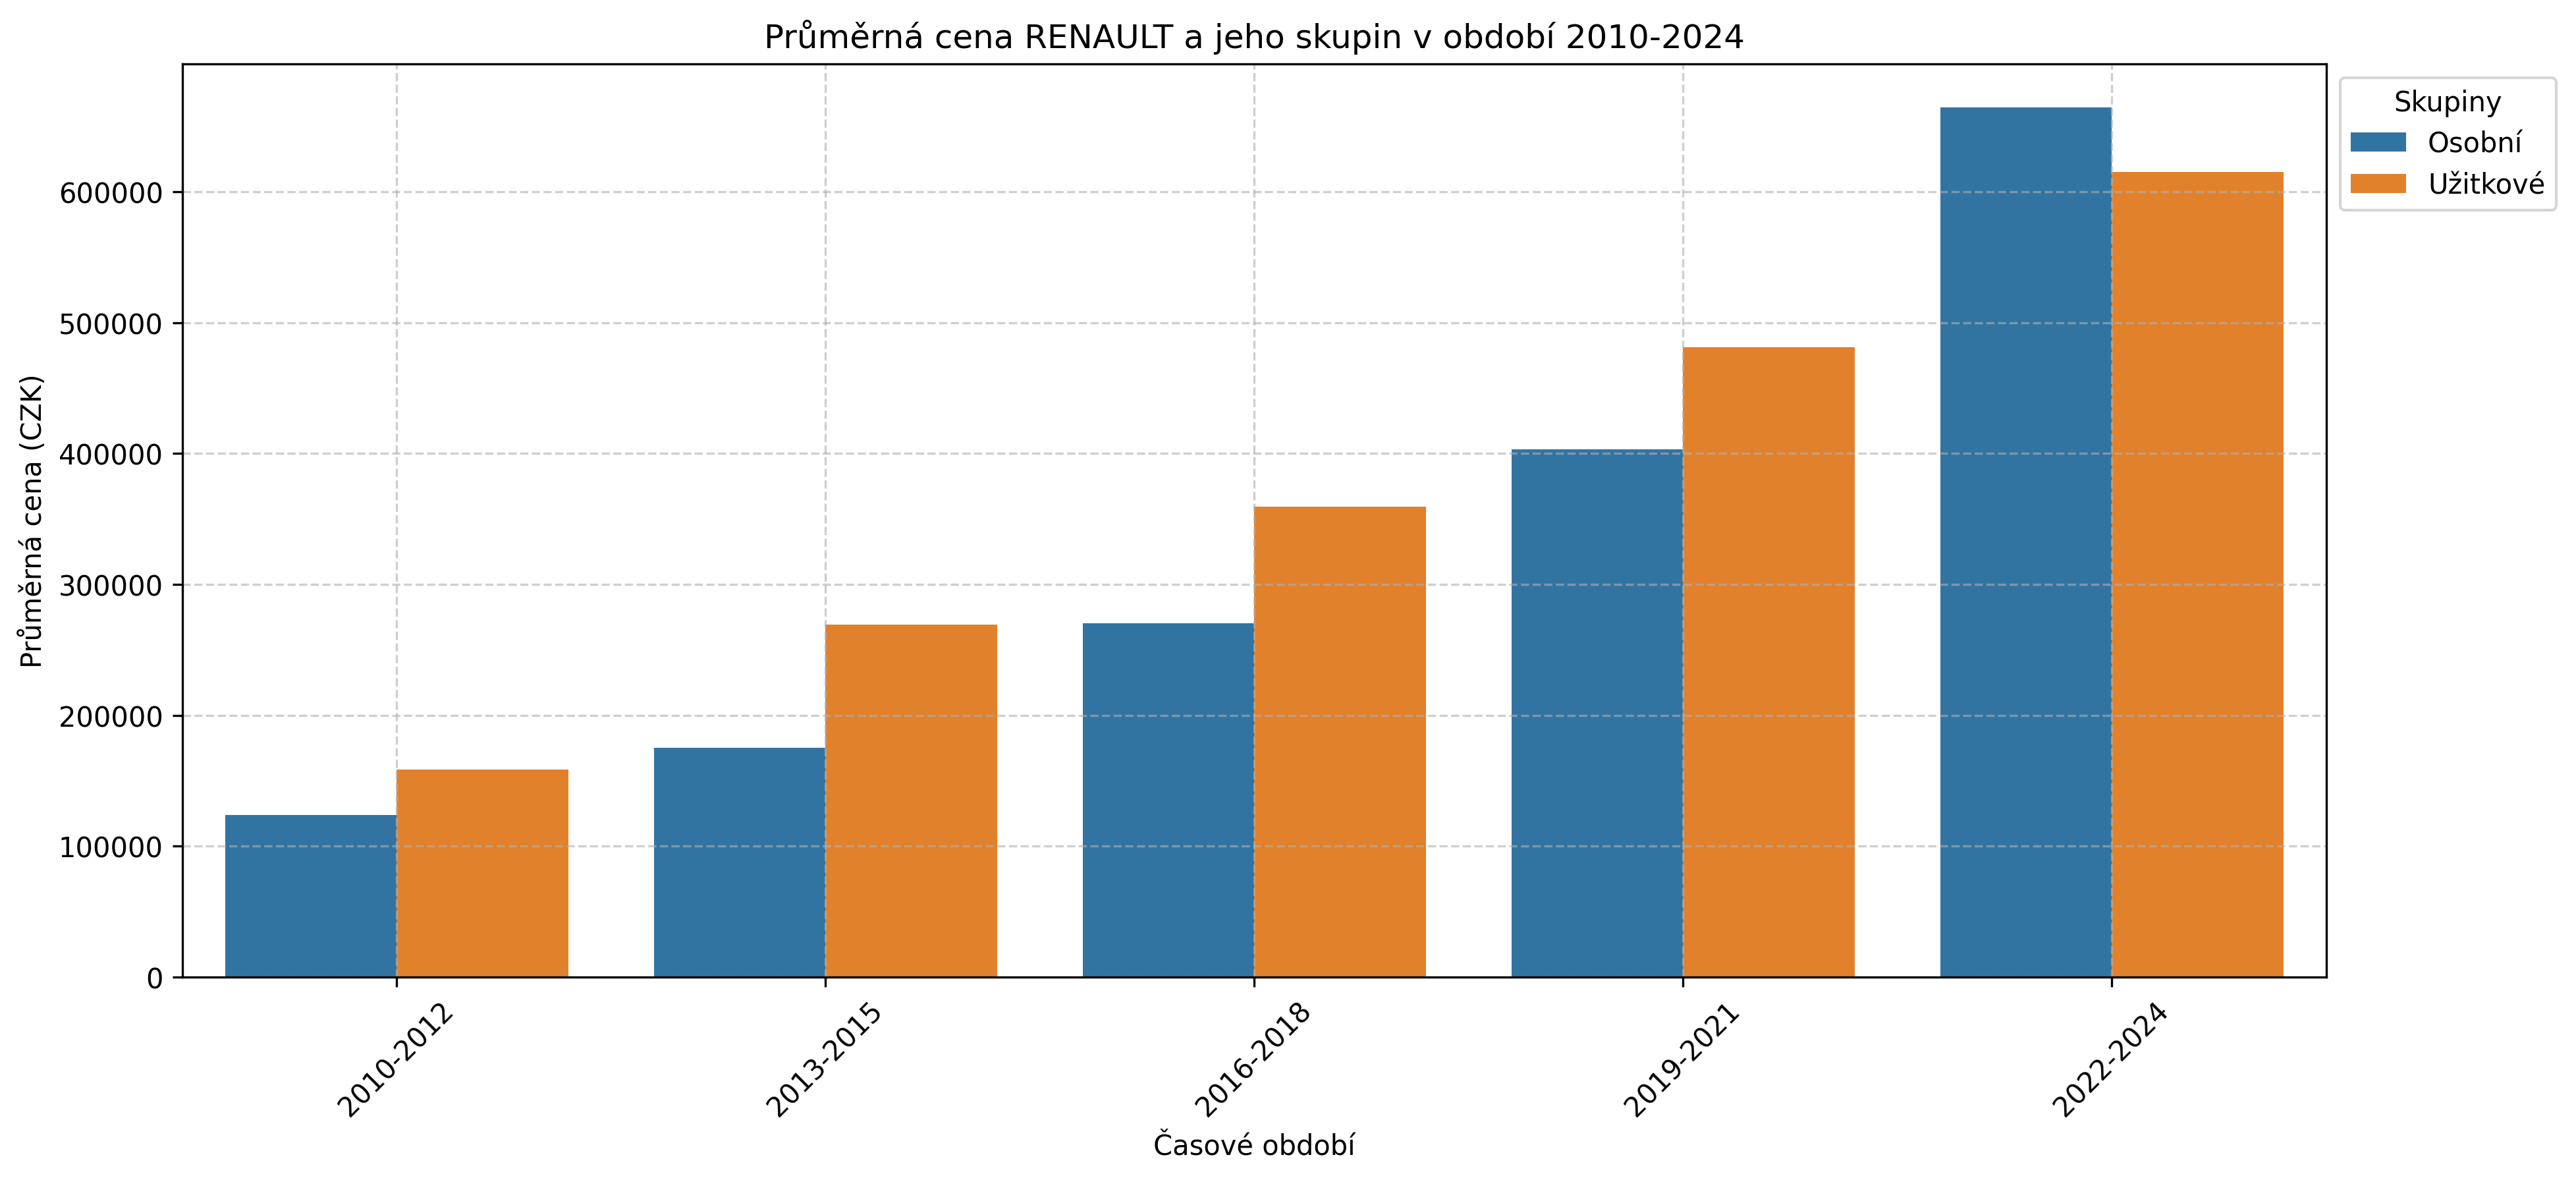 Průměrná cena RENAULT a jeho skupin v období 2010-2024
Skupiny
Osobní
Užitkové
Průměrná cena (CZK)
600000
500000
400000
300000
200000
100000
0
2010-2012
2013-2015
2016-2018
2019-2021
2022-2024
Časové období